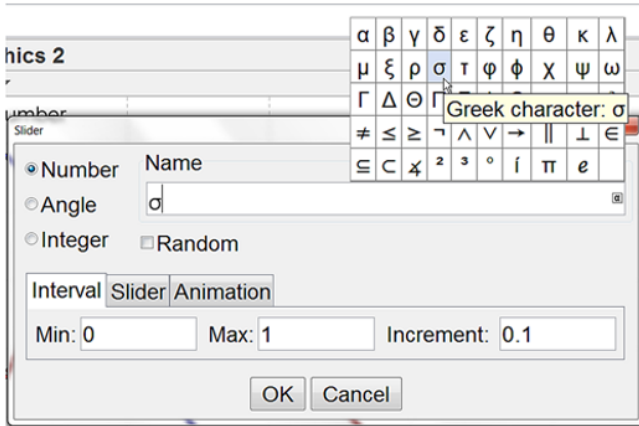 α β γ δ ε ζ η θ κ λ
hics 2
μ ξ ρ σ τ φ ϕ χ ψ ω
Γ Δ Θ
umber
Greek character: σ
Slider
≠ ≤ ≥ ¬ ∧ ∨ → ∥ ⊥ ∈
Number
Name
⊆ ⊂ ∡ ² ³ ° í π ℯ
Angle
σ
α
Integer
Random
Interval Slider Animation
Min: 0 Max: 1 Increment: 0.1
OK Cancel